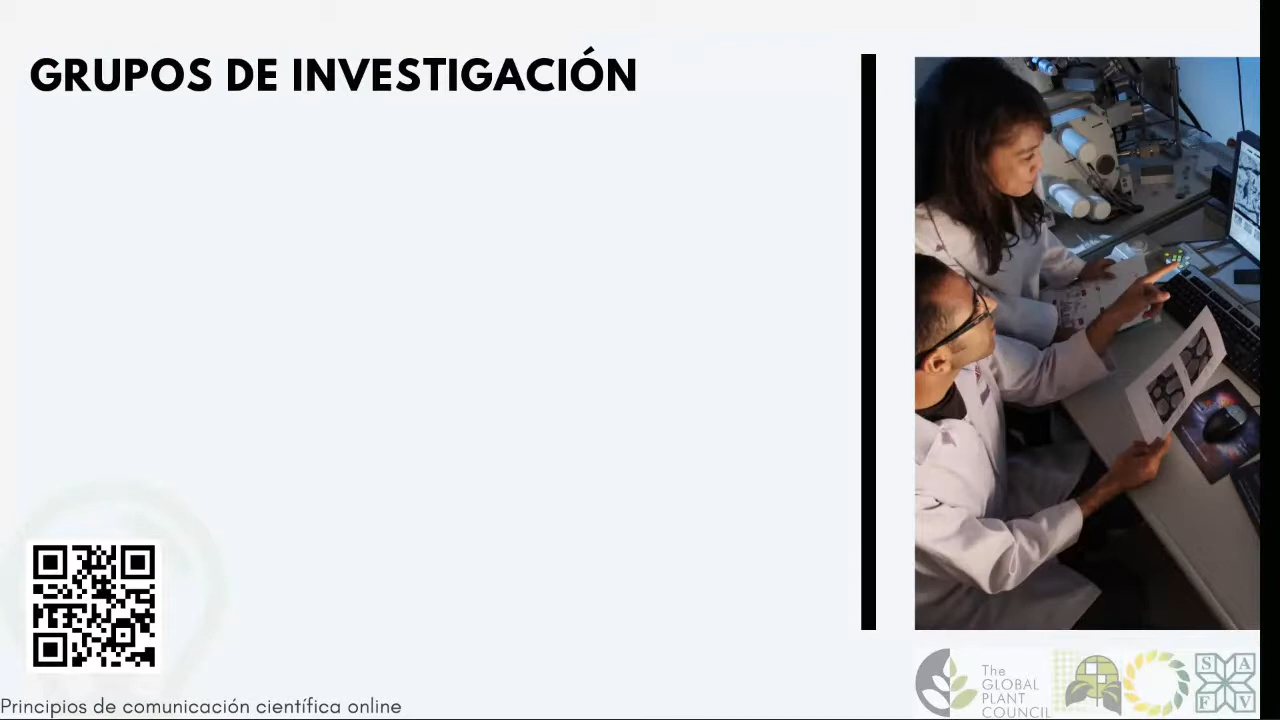 GRUPOS DE INVESTIGACIÓN
The
GLOBAL
PLANT
COUNCIL
S A
F V
Principios de comunicación científica online